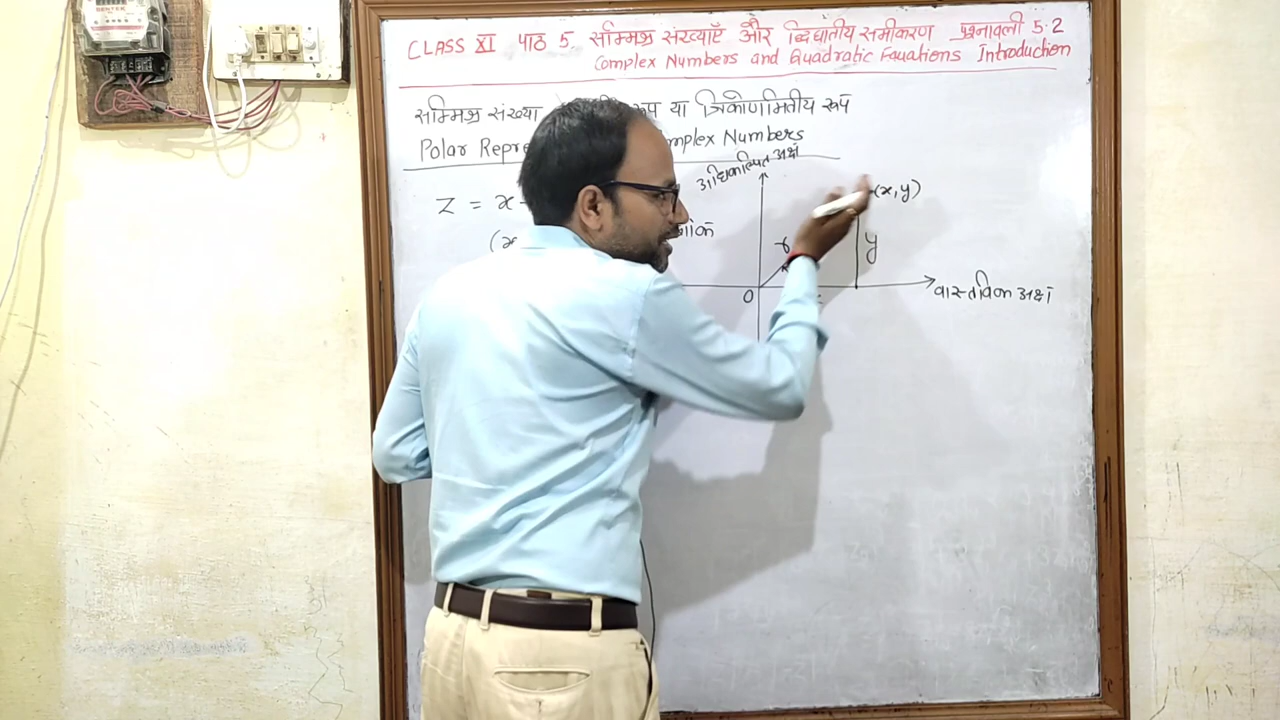 CLASS XI पाठ 5. सम्मिश्र संख्याएँ और द्विघातीय समीकरण प्रश्नावली 5.2
Complex Numbers and Quadratic Equations Introduction
सम्मिश्र संख्या रूप या त्रिकोणमितीय रूप
Polar Repre mplex Numbers
अधिकल्पित अक्ष
Z = x
(x
(x, y)
r
y
O
वास्तविक अक्ष